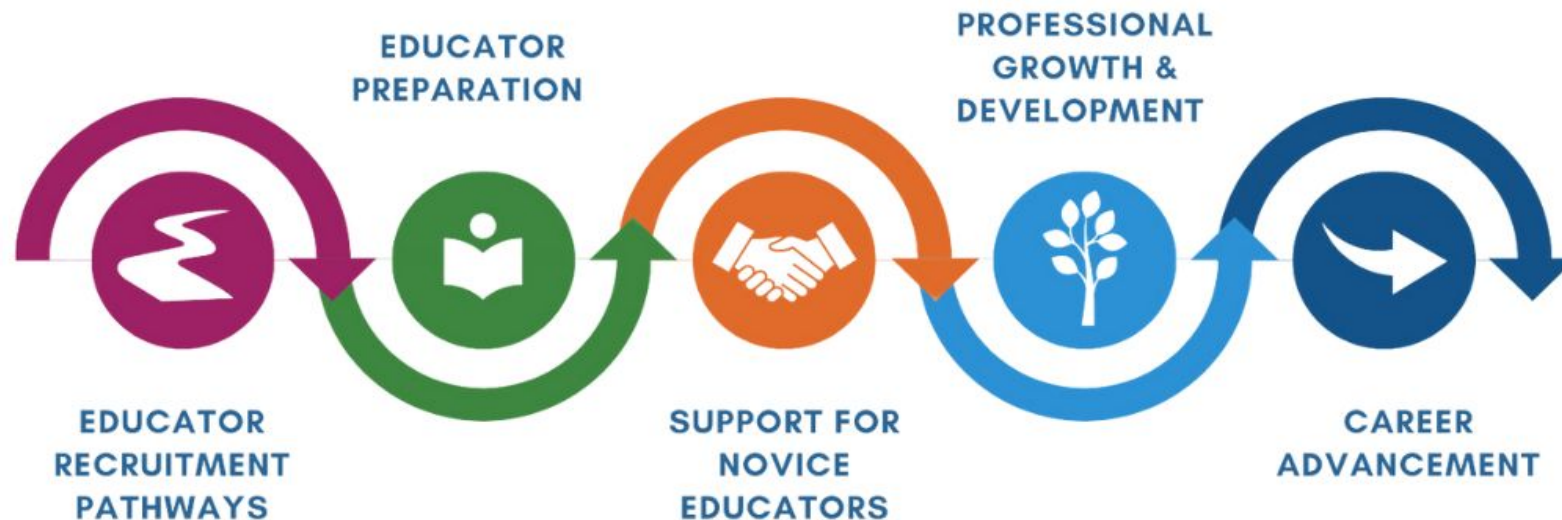 EDUCATOR
RECRUITMENT
PATHWAYS
EDUCATOR
PREPARATION
SUPPORT FOR
NOVICE
EDUCATORS
PROFESSIONAL
GROWTH &
DEVELOPMENT
CAREER
ADVANCEMENT